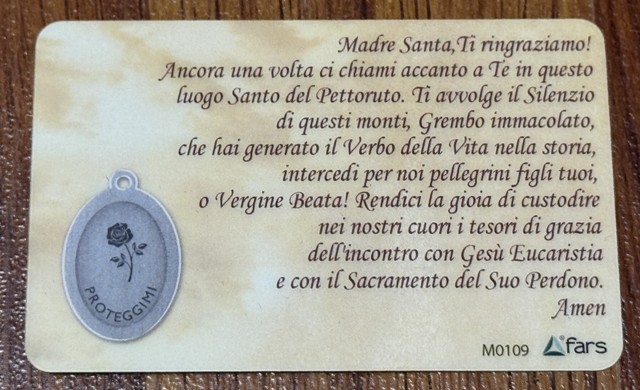 Madre Santa,Ti ringraziamo!
Ancora una volta ci chiami accanto a Te in questo
luogo Santo del Pettoruto. Ti avvolge il Silenzio
di questi monti, Grembo immacolato,
che hai generato il Verbo della Vita nella storia,
intercedi per noi pellegrini figli tuoi,
o Vergine Beata! Rendici la gioia di custodire
nei nostri cuori i tesori di grazia
dell'incontro con Gesù Eucaristia
e con il Sacramento del Suo Perdono.
Amen
PROTEGGIMI
M0109 fars